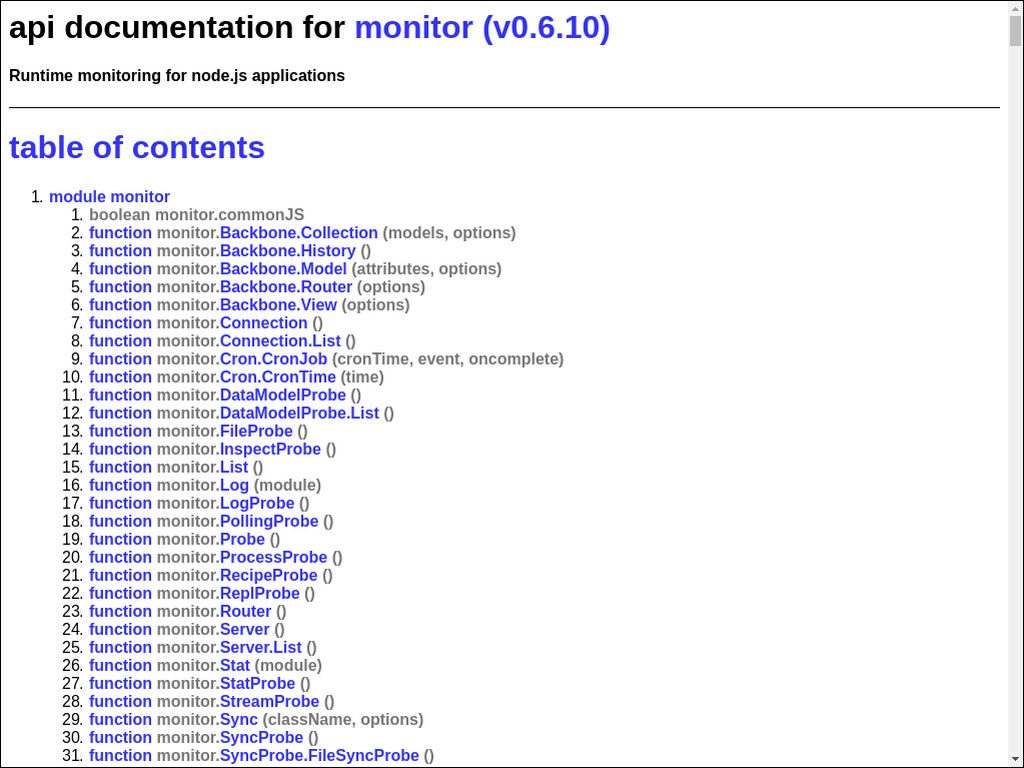 api documentation for monitor (v0.6.10)
Runtime monitoring for node.js applications
table of contents
1. module monitor
1. boolean monitor.commonJS
2. function monitor.Backbone.Collection (models, options)
3. function monitor.Backbone.History ()
4. function monitor.Backbone.Model (attributes, options)
5. function monitor.Backbone.Router (options)
6. function monitor.Backbone.View (options)
7. function monitor.Connection ()
8. function monitor.Connection.List ()
9. function monitor.Cron.CronJob (cronTime, event, oncomplete)
10. function monitor.Cron.CronTime (time)
11. function monitor.DataModelProbe ()
12. function monitor.DataModelProbe.List ()
13. function monitor.FileProbe ()
14. function monitor.InspectProbe ()
15. function monitor.List ()
16. function monitor.Log (module)
17. function monitor.LogProbe ()
18. function monitor.PollingProbe ()
19. function monitor.Probe ()
20. function monitor.ProcessProbe ()
21. function monitor.RecipeProbe ()
22. function monitor.ReplProbe ()
23. function monitor.Router ()
24. function monitor.Server ()
25. function monitor.Server.List ()
26. function monitor.Stat (module)
27. function monitor.StatProbe ()
28. function monitor.StreamProbe ()
29. function monitor.Sync (className, options)
30. function monitor.SyncProbe ()
31. function monitor.SyncProbe.FileSyncProbe ()